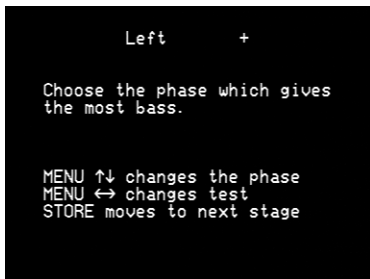 Left +
Choose the phase which gives
the most bass.
MENU ↑↓ changes the phase
MENU ↔ changes test
STORE moves to next stage